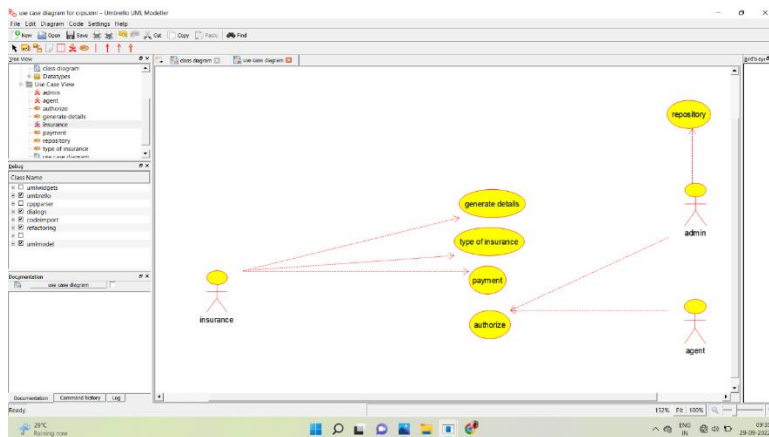 use case diagram for oips.xmi – Umbrello UML Modeller
File Edit Diagram Code Settings Help
New Open Save Cut Copy Paste Find
Tree View
class diagram
Datatypes
Use Case View
admin
agent
authorize
generate details
insurance
payment
repository
type of insurance
use case diagram
class diagram
use case diagram
Bird's eye
Debug
Class Name
umlwidgets
umbrello
cppparser
dialogs
codeimport
refactoring
umlmodel
Documentation
use case diagram
Documentation Command history Log
repository
admin
generate details
type of insurance
payment
authorize
insurance
agent
Ready
132% Fit 100%
29°C
Raining now
ENG
IN
29-09-2022